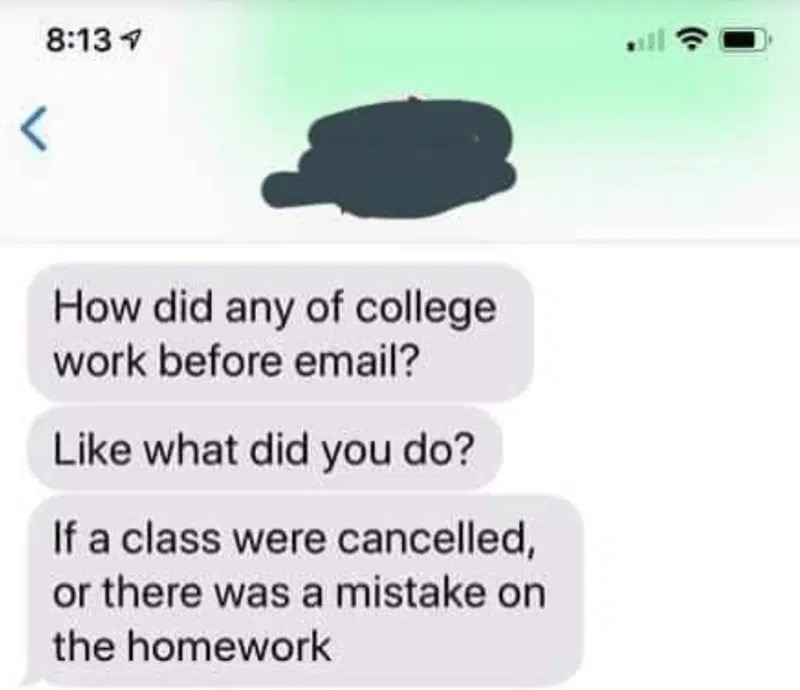 8:13
How did any of college
work before email?
Like what did you do?
If a class were cancelled,
or there was a mistake on
the homework